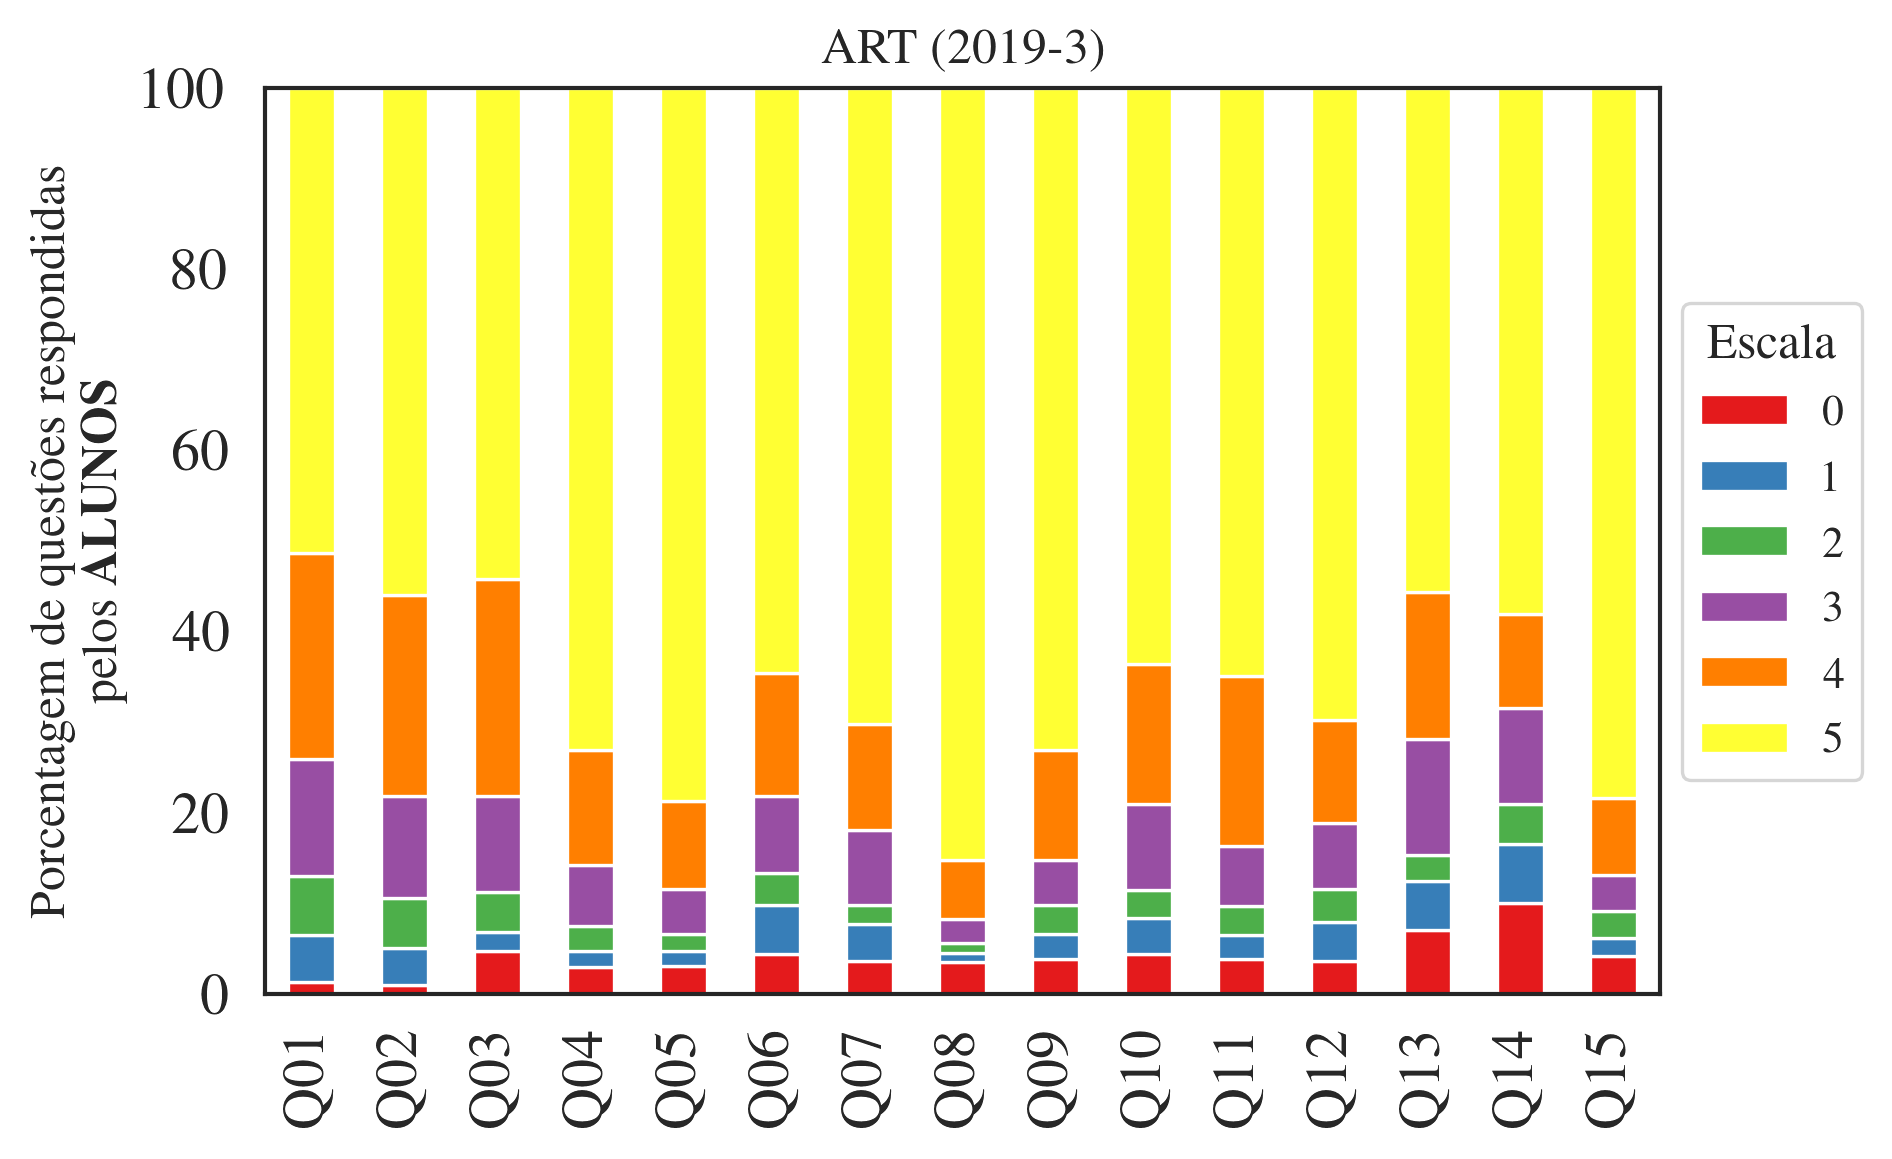 ART (2019-3)
Porcentagem de questões respondidas
pelos ALUNOS
100
80
60
40
20
0
Q01
Q02
Q03
Q04
Q05
Q06
Q07
Q08
Q09
Q10
Q11
Q12
Q13
Q14
Q15
Escala
0
1
2
3
4
5